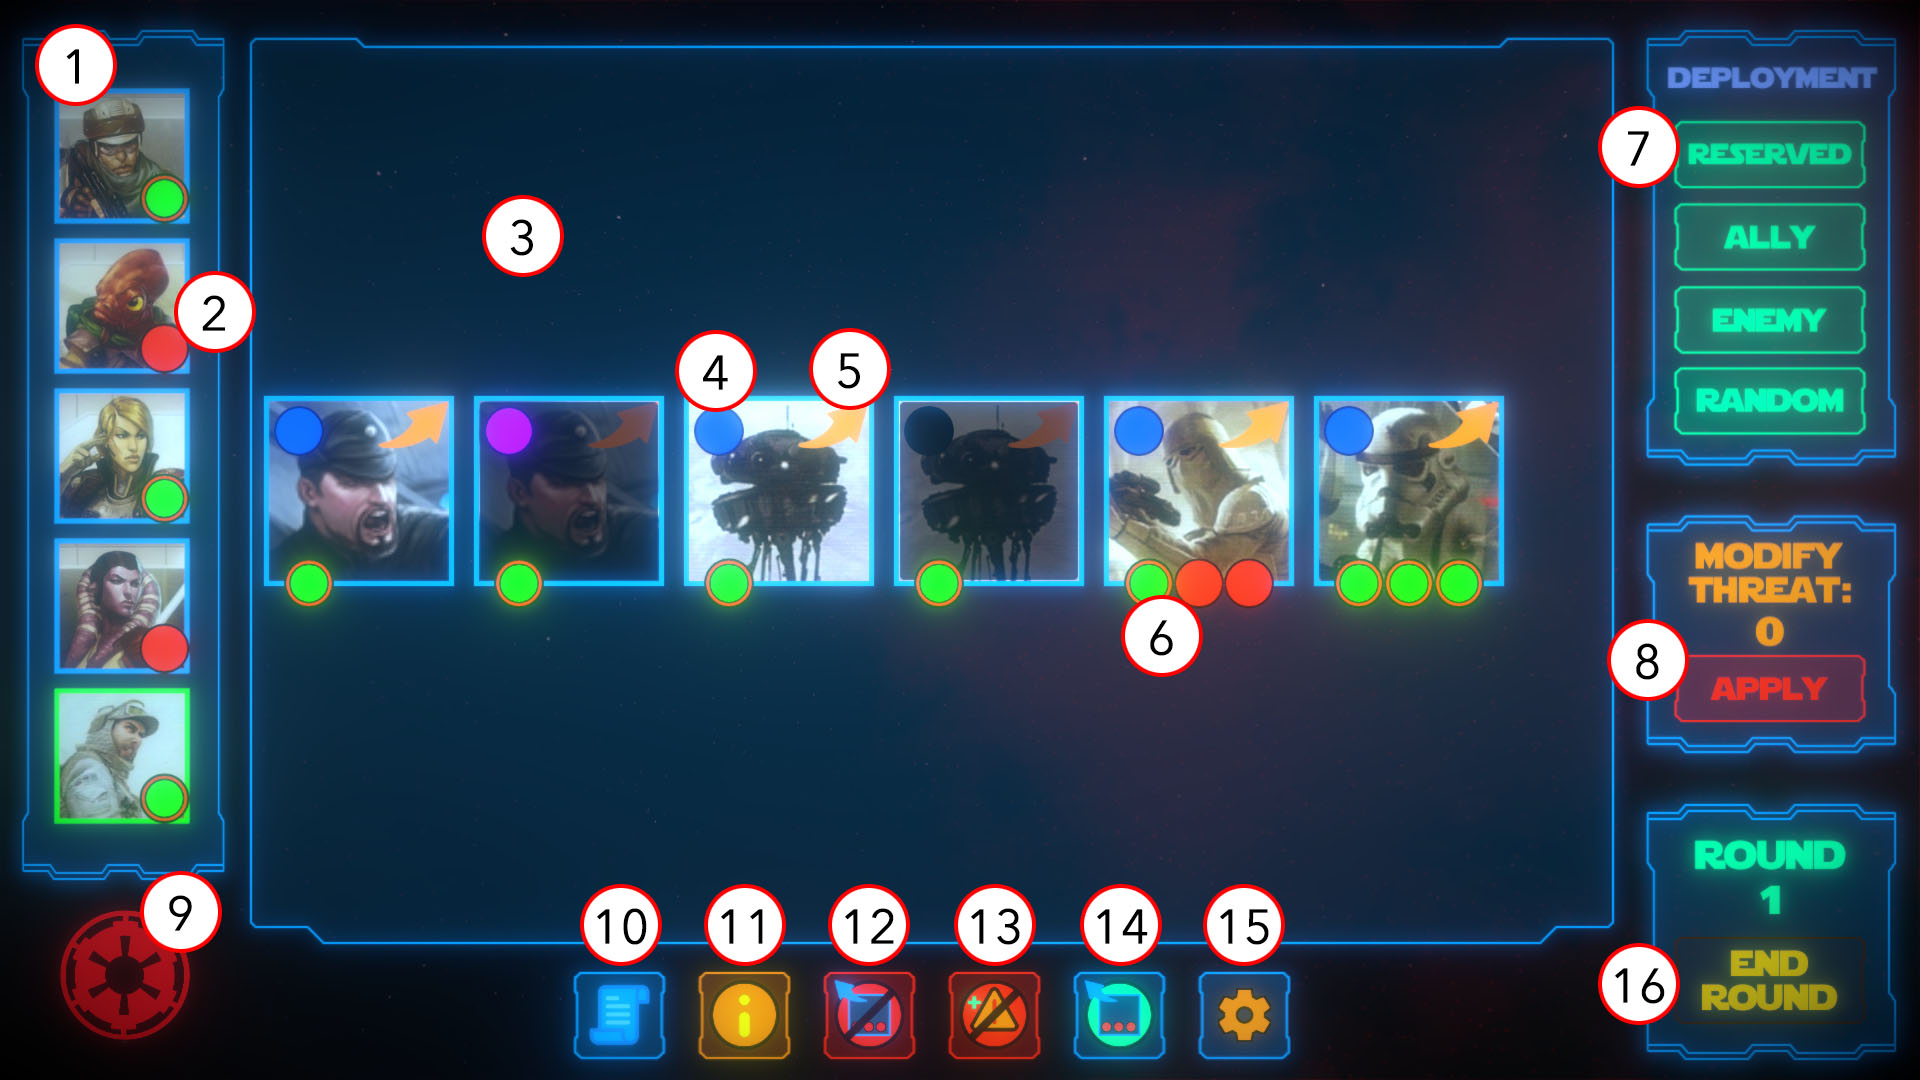 1
2
3
4
5
6
DEPLOYMENT
7
RESERVED
ALLY
ENEMY
RANDOM
MODIFY
THREAT:
0
8
APPLY
ROUND
1
16
END
ROUND
9
10
11
12
13
14
15